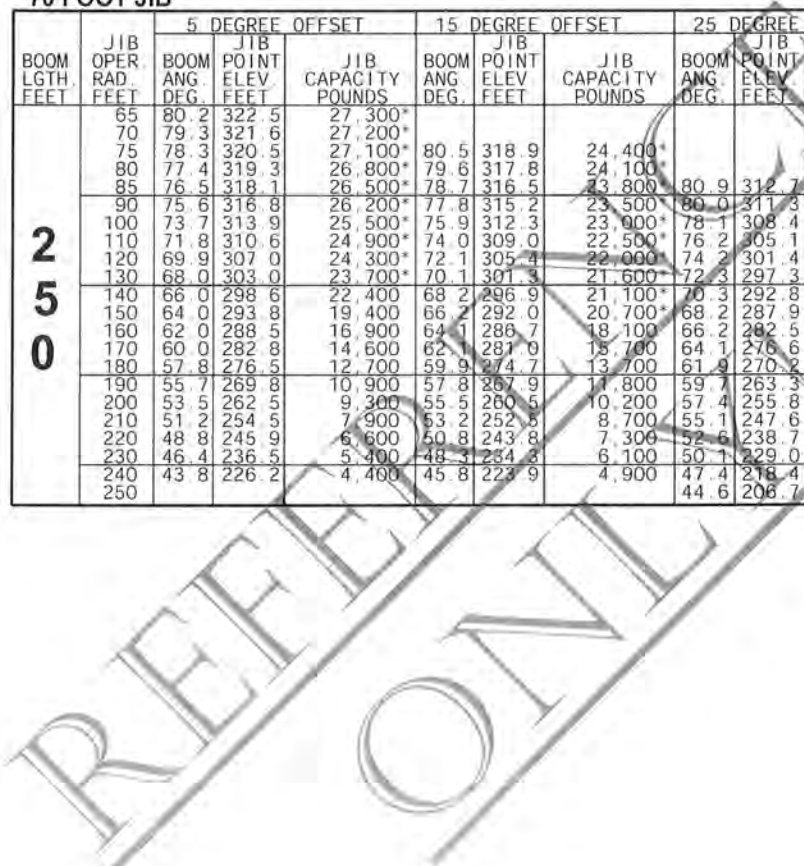 70 FOOT JIB
5 DEGREE OFFSET 15 DEGREE OFFSET 25 DEGREE
BOOM LGTH. FEET JIB OPER. RAD. FEET BOOM ANG. DEG. JIB POINT ELEV. FEET JIB CAPACITY POUNDS BOOM ANG. DEG. JIB POINT ELEV. FEET JIB CAPACITY POUNDS BOOM ANG. DEG. JIB POINT ELEV. FEET
250
65 80.2 322.5 27,300*
70 79.3 321.6 27,200*
75 78.3 320.5 27,100* 80.5 318.9 24,400*
80 77.4 319.3 26,800* 79.6 317.8 24,100*
85 76.5 318.1 26,500* 78.7 316.5 23,800* 80.9 312.7
90 75.6 316.8 26,200* 77.8 315.2 23,500* 80.0 311.3
100 73.7 313.9 25,500* 75.9 312.3 23,000* 78.1 308.4
110 71.8 310.6 24,900* 74.0 309.0 22,500* 76.2 305.1
120 69.9 307.0 24,300* 72.1 305.4 22,000* 74.2 301.4
130 68.0 303.0 23,700* 70.1 301.3 21,600* 72.3 297.3
140 66.0 298.6 22,400 68.2 296.9 21,100* 70.3 292.8
150 64.0 293.8 19,400 66.2 292.0 20,700* 68.2 287.9
160 62.0 288.5 16,900 64.1 286.7 18,100 66.2 282.5
170 60.0 282.8 14,600 281.0 15,700 64.1 276.6
180 57.8 276.5 12,700 59.9 274.7 13,700 61.9 270.2
190 55.7 269.8 10,900 57.8 267.9 11,800 59.7 263.3
200 53.5 262.5 9,300 55.5 260.5 10,200 57.4 255.8
210 51.2 254.5 7,900 53.2 252.5 8,700 55.1 247.6
220 48.8 245.9 6,600 50.8 243.8 7,300 52.6 238.7
230 46.4 236.5 5,400 234.3 6,100 50.1 229.0
240 43.8 226.2 4,400 45.8 223.9 4,900 47.4 218.4
250 44.6 206.7
REFERENCE
ONLY